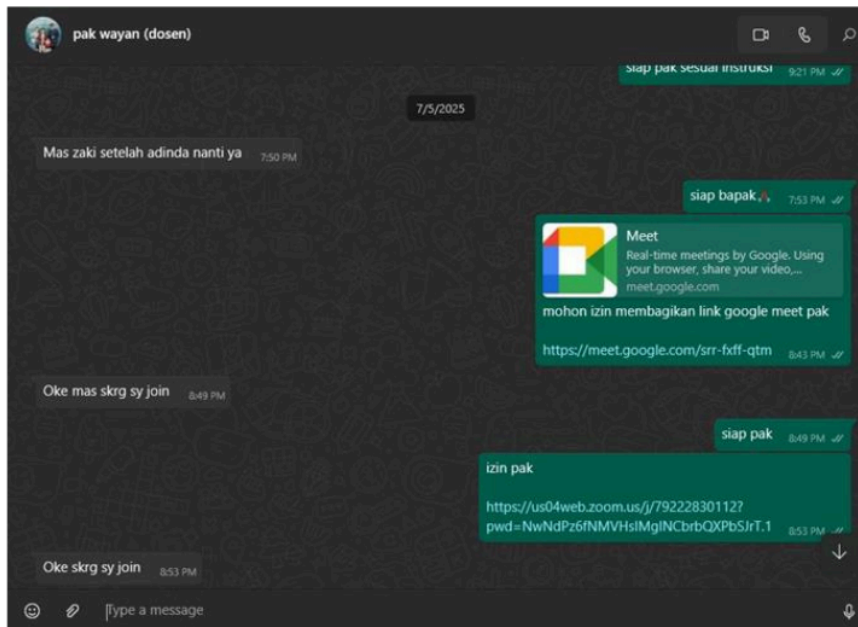 pak wayan (dosen)
siap pak sesuai instruksi 9:21 PM
7/5/2025
Mas zaki setelah adinda nanti ya 7:50 PM
siap bapak 7:53 PM
Meet
Real-time meetings by Google. Using
your browser, share your video,...
meet.google.com
mohon izin membagikan link google meet pak
https://meet.google.com/srr-fxff-qtm 8:43 PM
Oke mas skrg sy join 8:49 PM
siap pak 8:49 PM
izin pak
https://us04web.zoom.us/j/79222830112?
pwd=NwNdPz6fNMVHslMglNCbrbQXPbSJrT.1 8:53 PM
Oke skrg sy join 8:53 PM
Type a message